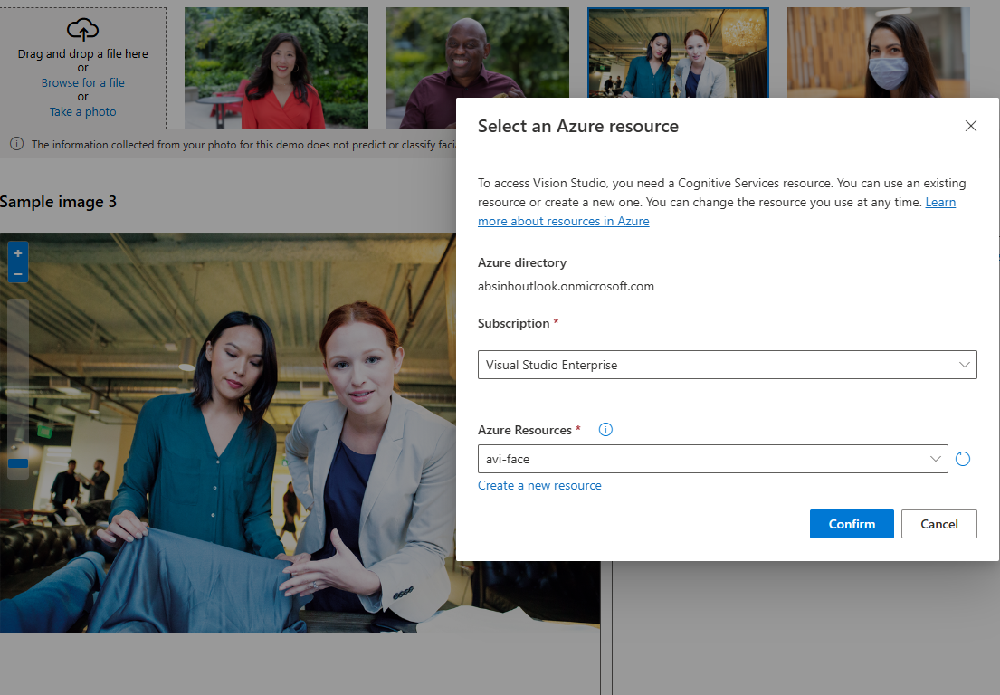 Drag and drop a file here
or
Browse for a file
or
Take a photo
The information collected from your photo for this demo does not predict or classify faci
Sample image 3
+
−
Select an Azure resource
To access Vision Studio, you need a Cognitive Services resource. You can use an existing
resource or create a new one. You can change the resource you use at any time. Learn
more about resources in Azure
Azure directory
absinhoutlook.onmicrosoft.com
Subscription *
Visual Studio Enterprise
Azure Resources *
avi-face
Create a new resource
Confirm
Cancel